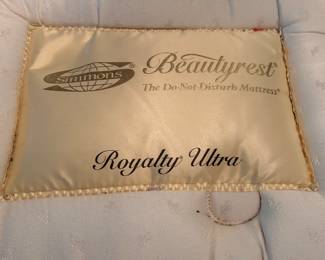 Simmons® Beautyrest®
The Do-Not-Disturb Mattress®
Royalty Ultra